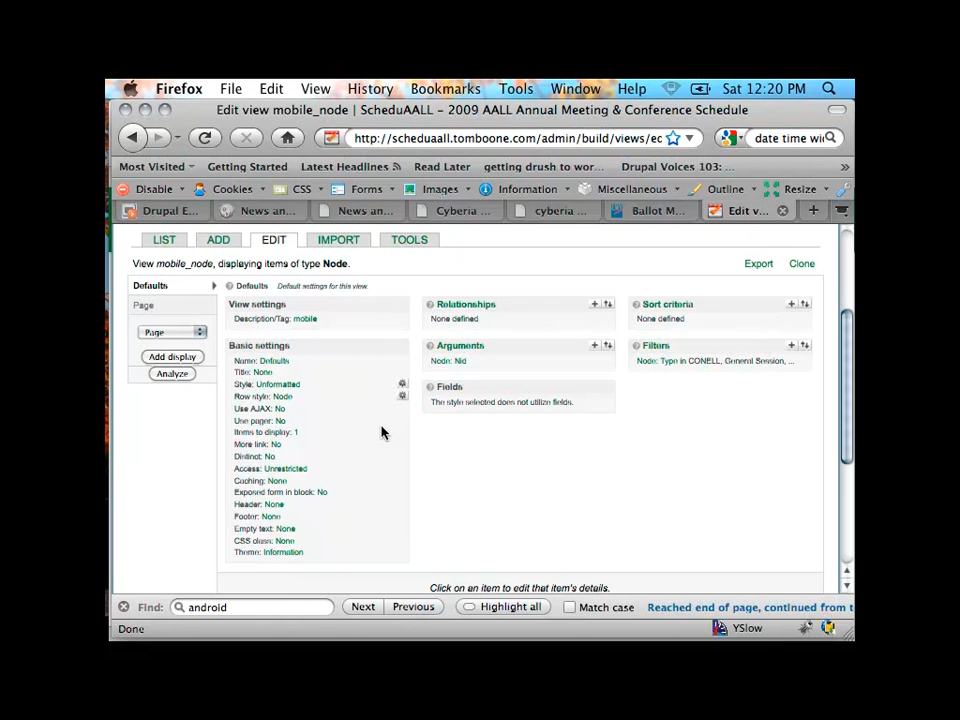 Firefox File Edit View History Bookmarks Tools Window Help Sat 12:20 PM
Edit view mobile_node | ScheduAALL - 2009 AALL Annual Meeting & Conference Schedule
http://scheduaall.tomboone.com/admin/build/views/ec date time wi
Most Visited Getting Started Latest Headlines Read Later getting drush to wor... Drupal Voices 103: ... »
Disable Cookies CSS Forms Images Information Miscellaneous Outline Resize
Drupal E... News an... News an... Cyberia ... cyberia ... Ballot M... Edit v...
LIST ADD EDIT IMPORT TOOLS
View mobile_node, displaying items of type Node. Export Clone
Defaults
Page
Page
Add display
Analyze
Defaults Default settings for this view.
View settings
Description/Tag: mobile
Basic settings
Name: Defaults
Title: None
Style: Unformatted
Row style: Node
Use AJAX: No
Use pager: No
Items to display: 1
More link: No
Distinct: No
Access: Unrestricted
Caching: None
Exposed form in block: No
Header: None
Footer: None
Empty text: None
CSS class: None
Theme: Information
Relationships
None defined
Arguments
Node: Nid
Fields
The style selected does not utilize fields.
Sort criteria
None defined
Filters
Node: Type in CONELL, General Session, ...
Click on an item to edit that item's details.
Find: android Next Previous Highlight all Match case Reached end of page, continued from t
Done YSlow